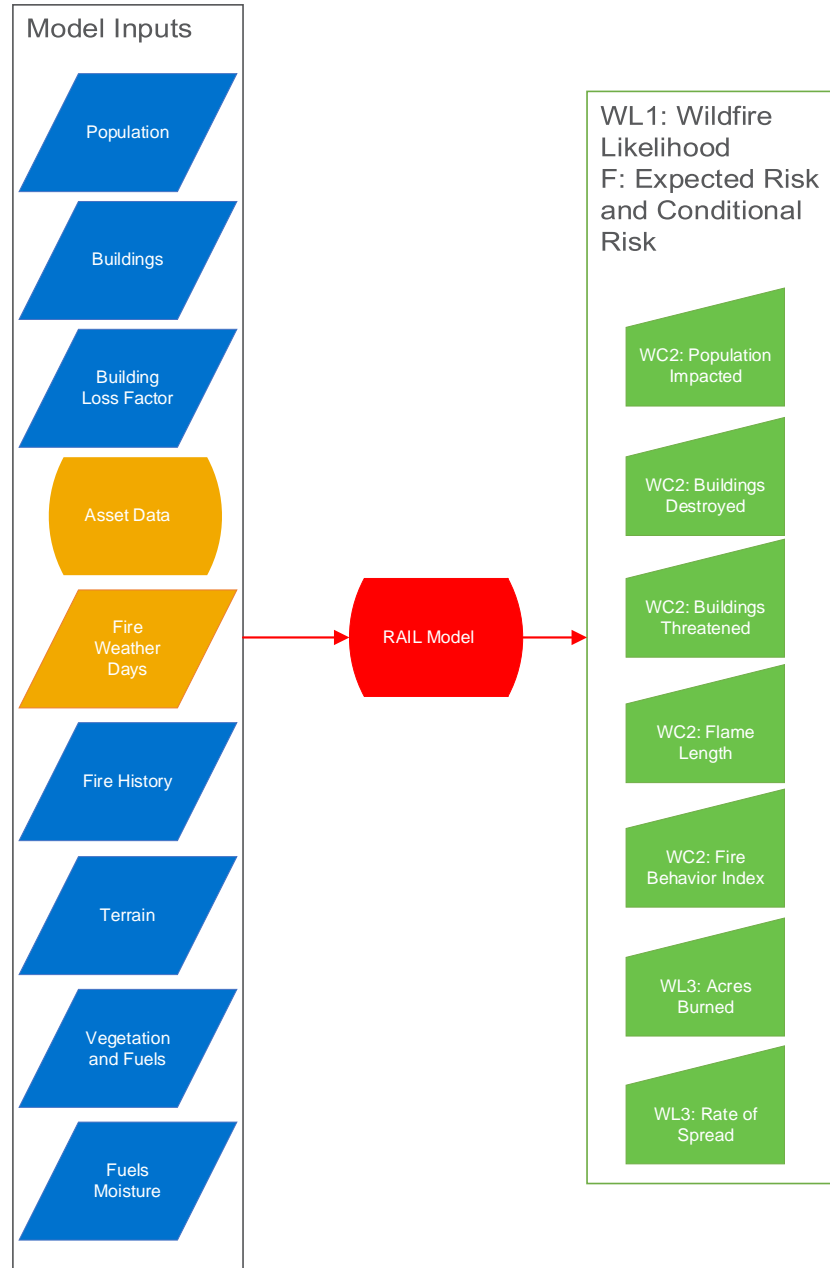 Model Inputs
Population
Buildings
Building
Loss Factor
Asset Data
Fire
Weather
Days
Fire History
Terrain
Vegetation
and Fuels
Fuels
Moisture
RAIL Model
WL1: Wildfire
Likelihood
F: Expected Risk
and Conditional
Risk
WC2: Population
Impacted
WC2: Buildings
Destroyed
WC2: Buildings
Threatened
WC2: Flame
Length
WC2: Fire
Behavior Index
WL3: Acres
Burned
WL3: Rate of
Spread